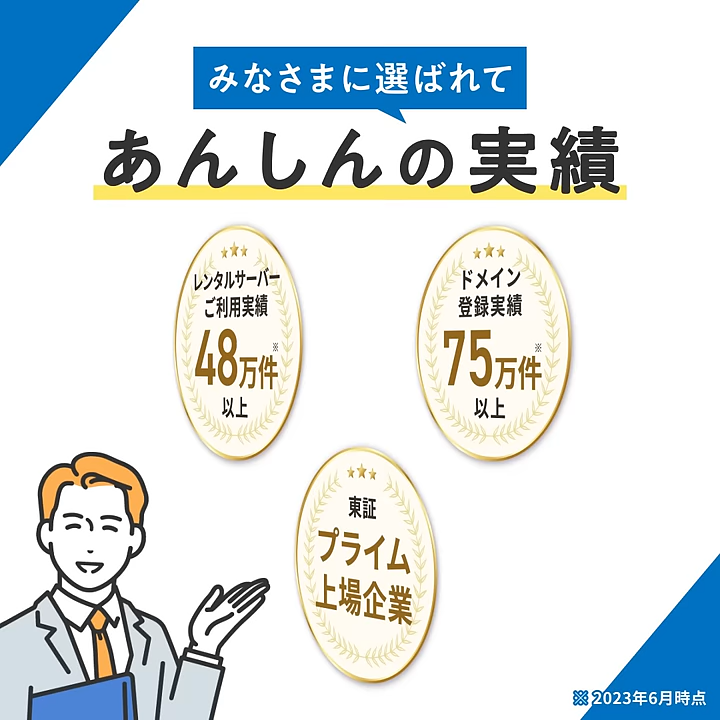 みなさまに選ばれて
あんしんの実績
レンタルサーバー
ご利用実績
48万件※
以上
ドメイン
登録実績
75万件※
以上
東証
プライム
上場企業
※ 2023年6月時点